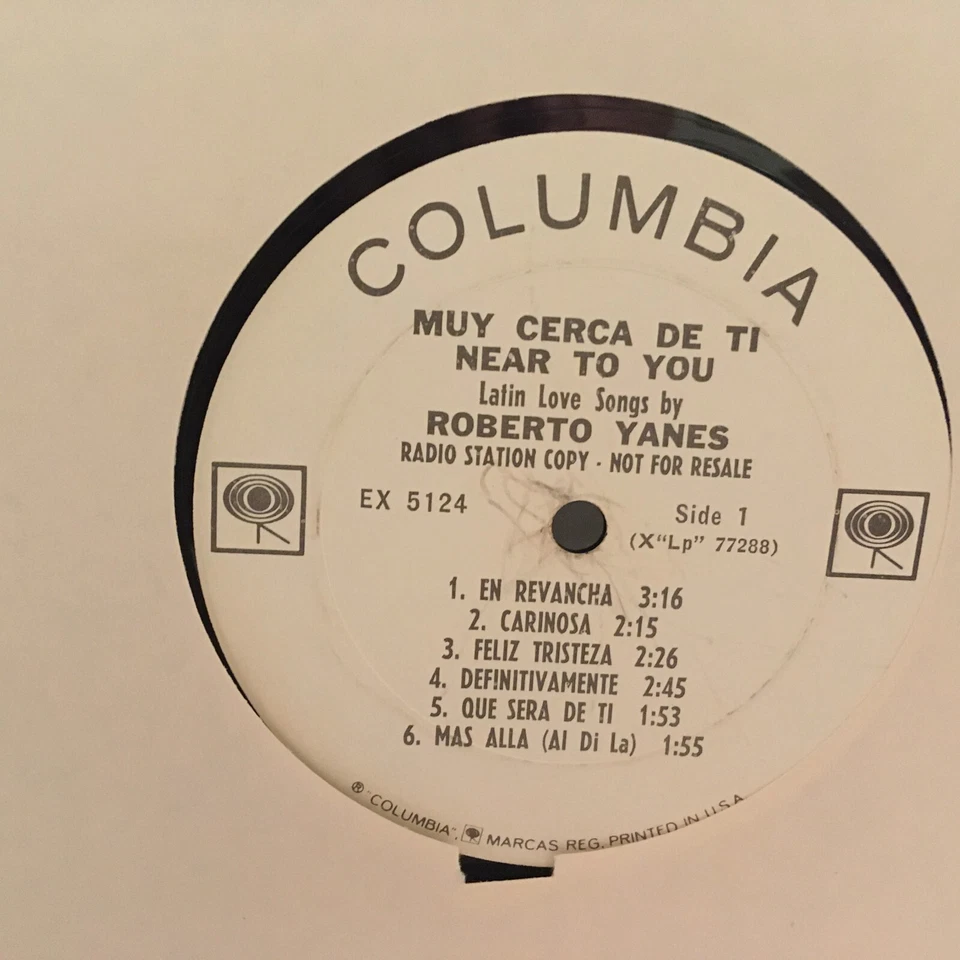 COLUMBIA
MUY CERCA DE TI
NEAR TO YOU
Latin Love Songs by
ROBERTO YANES
RADIO STATION COPY - NOT FOR RESALE
EX 5124
Side 1
(X"Lp" 77288)
1. EN REVANCHA 3:16
2. CARINOSA 2:15
3. FELIZ TRISTEZA 2:26
4. DEFINITIVAMENTE 2:45
5. QUE SERA DE TI 1:53
6. MAS ALLA (Al Di La) 1:55
® "COLUMBIA", MARCAS REG. PRINTED IN U.S.A.